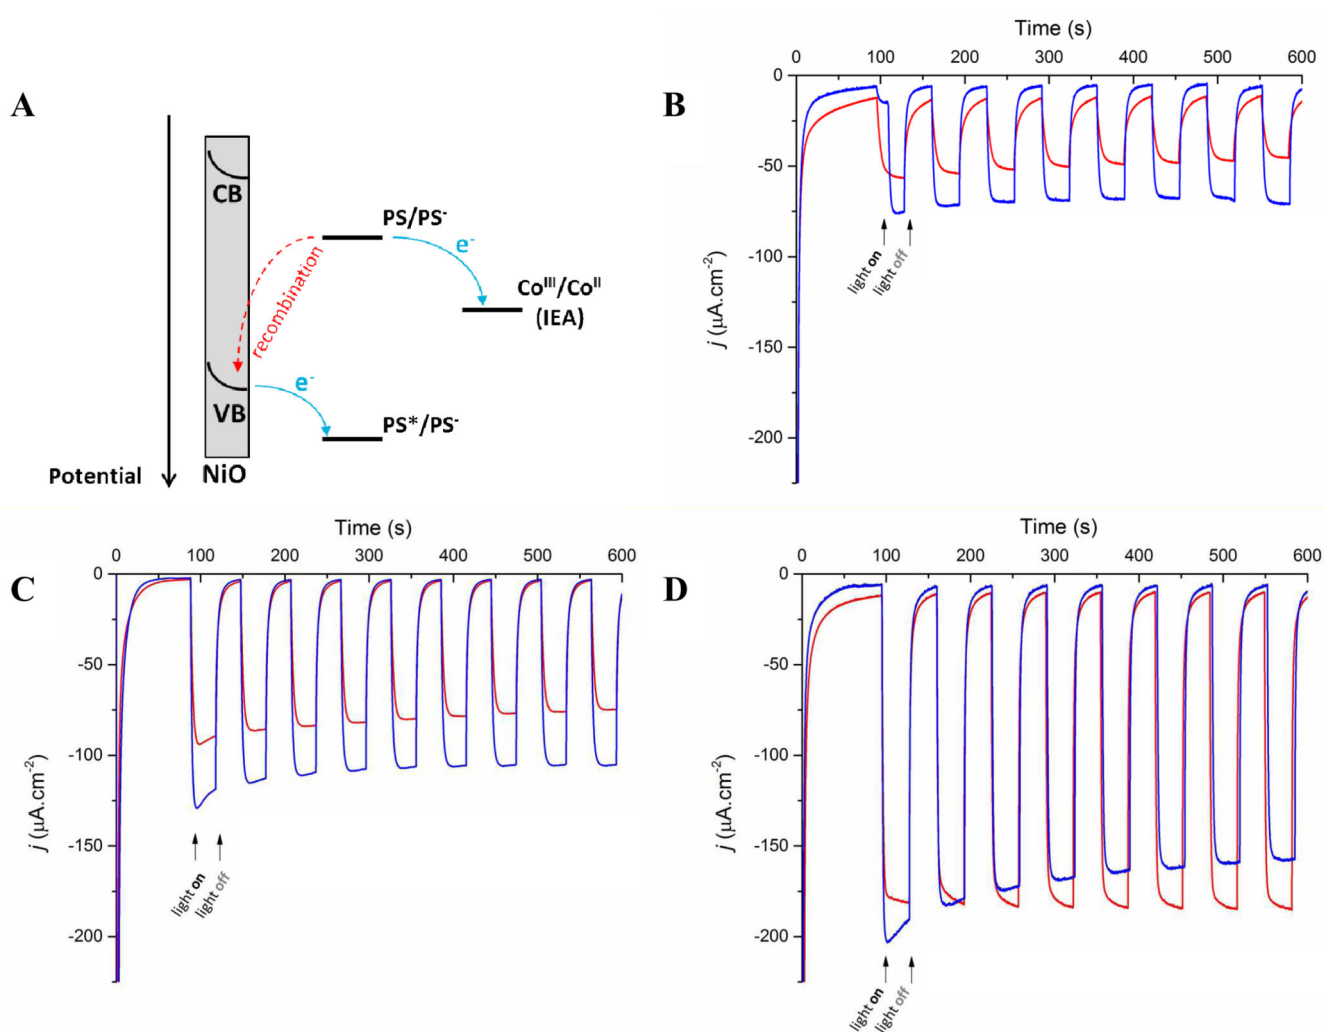 A
CB
PS/PS⁻
e⁻
recombination
Coᴵᴵᴵ/Coᴵᴵ
(IEA)
e⁻
VB
PS*/PS⁻
Potential
NiO
B
Time (s)
0 100 200 300 400 500 600
0
-50
-100
-150
-200
j (µA.cm⁻²)
light on
light off
C
Time (s)
0 100 200 300 400 500 600
0
-50
-100
-150
-200
j (µA.cm⁻²)
light on
light off
D
Time (s)
0 100 200 300 400 500 600
0
-50
-100
-150
-200
j (µA.cm⁻²)
light on
light off